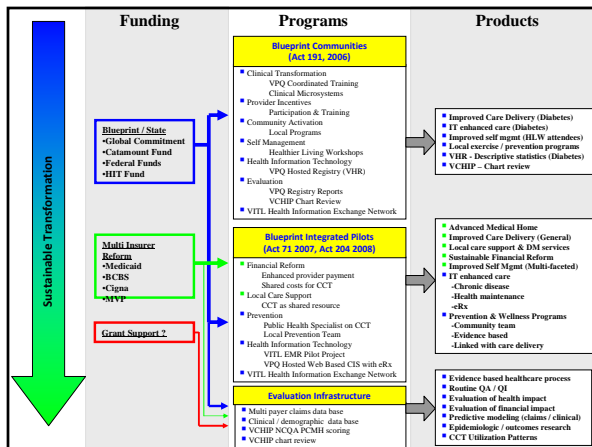 Funding
Programs
Products
Sustainable Transformation
Blueprint / State
•Global Commitment
•Catamount Fund
•Federal Funds
•HIT Fund
Multi Insurer
Reform
•Medicaid
•BCBS
•Cigna
•MVP
Grant Support ?
Blueprint Communities
(Act 191, 2006)
Clinical Transformation
VPQ Coordinated Training
Clinical Microsystems
Provider Incentives
Participation & Training
Community Activation
Local Programs
Self Management
Healthier Living Workshops
Health Information Technology
VPQ Hosted Registry (VHR)
Evaluation
VPQ Registry Reports
VCHIP Chart Review
VITL Health Information Exchange Network
Blueprint Integrated Pilots
(Act 71 2007, Act 204 2008)
Financial Reform
Enhanced provider payment
Shared costs for CCT
Local Care Support
CCT as shared resource
Prevention
Public Health Specialist on CCT
Local Prevention Team
Health Information Technology
VITL EMR Pilot Project
VPQ Hosted Web Based CIS with eRx
VITL Health Information Exchange Network
Evaluation Infrastructure
Multi payer claims data base
Clinical / demographic data base
VCHIP NCQA PCMH scoring
VCHIP chart review
Improved Care Delivery (Diabetes)
IT enhanced care (Diabetes)
Improved self mgmt (HLW attendees)
Local exercise / prevention programs
VHR - Descriptive statistics (Diabetes)
VCHIP – Chart review
Advanced Medical Home
Improved Care Delivery (General)
Local care support & DM services
Sustainable Financial Reform
Improved Self Mgmt (Multi-faceted)
IT enhanced care
-Chronic disease
-Health maintenance
-eRx
Prevention & Wellness Programs
-Community team
-Evidence based
-Linked with care delivery
Evidence based healthcare process
Routine QA / QI
Evaluation of health impact
Evaluation of financial impact
Predictive modeling (claims / clinical)
Epidemiologic / outcomes research
CCT Utilization Patterns